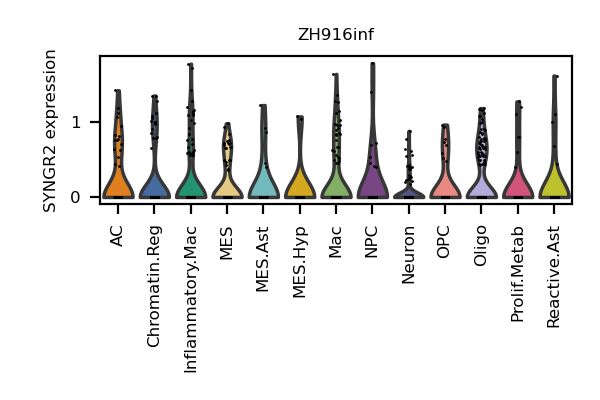 ZH916inf
SYNGR2 expression
1
0
AC
Chromatin.Reg
Inflammatory.Mac
MES
MES.Ast
MES.Hyp
Mac
NPC
Neuron
OPC
Oligo
Prolif.Metab
Reactive.Ast